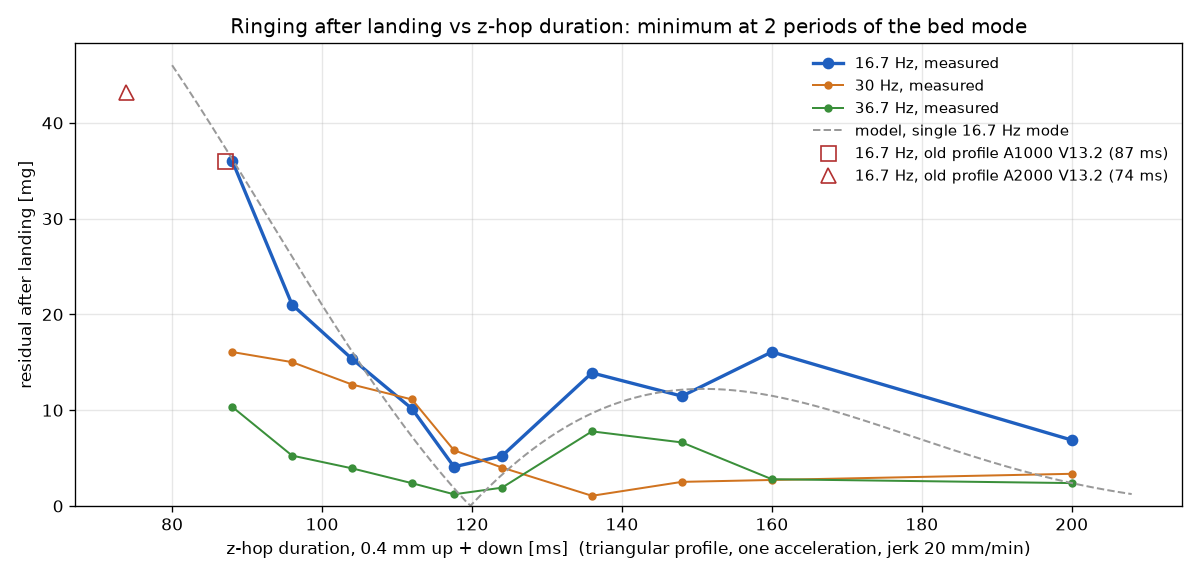 Ringing after landing vs z-hop duration: minimum at 2 periods of the bed mode
16.7 Hz, measured
30 Hz, measured
36.7 Hz, measured
model, single 16.7 Hz mode
16.7 Hz, old profile A1000 V13.2 (87 ms)
16.7 Hz, old profile A2000 V13.2 (74 ms)
residual after landing [mg]
40
30
20
10
0
80 100 120 140 160 180 200
z-hop duration, 0.4 mm up + down [ms]  (triangular profile, one acceleration, jerk 20 mm/min)